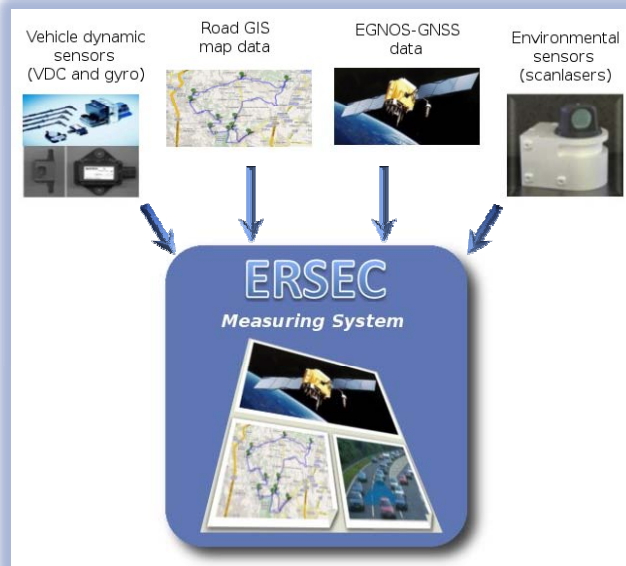 Vehicle dynamic
sensors
(VDC and gyro)
Road GIS
map data
EGNOS-GNSS
data
Environmental
sensors
(scanlasers)
ERSEC
Measuring System